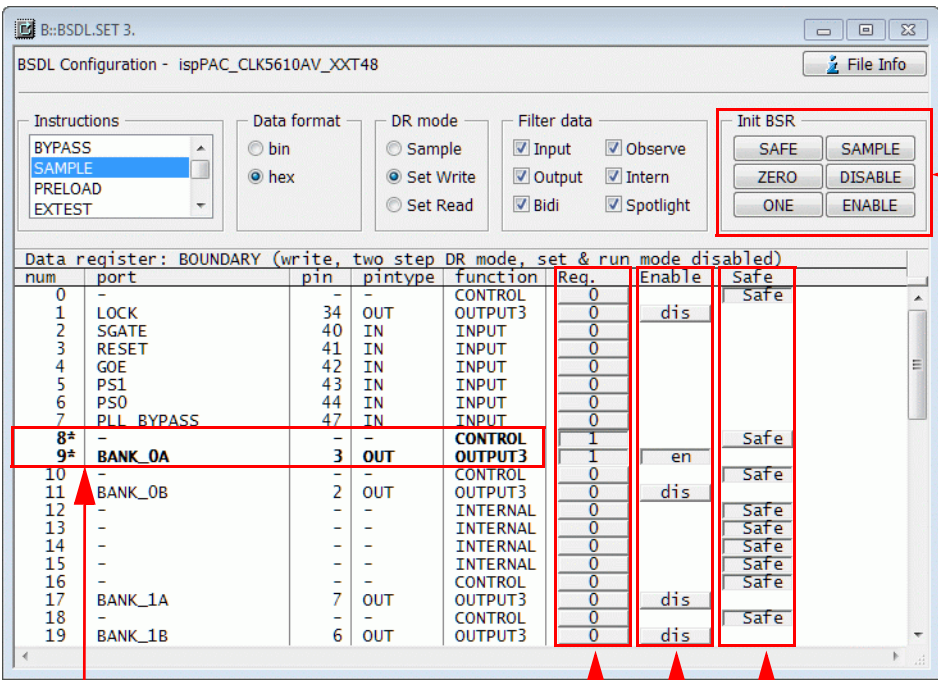 B::BSDL.SET 3.
BSDL Configuration - ispPAC_CLK5610AV_XXT48
File Info
Instructions Data format DR mode Filter data Init BSR
BYPASS bin Sample Input Observe SAFE SAMPLE
SAMPLE hex Set Write Output Intern ZERO DISABLE
PRELOAD Set Read Bidi Spotlight ONE ENABLE
EXTEST
Data register: BOUNDARY (write, two step DR mode, set & run mode disabled)
num port pin pintype function Reg. Enable Safe
0 - - - CONTROL 0 Safe
1 LOCK 34 OUT OUTPUT3 0 dis
2 SGATE 40 IN INPUT 0
3 RESET 41 IN INPUT 0
4 GOE 42 IN INPUT 0
5 PS1 43 IN INPUT 0
6 PS0 44 IN INPUT 0
7 PLL_BYPASS 47 IN INPUT 0
8* - - - CONTROL 1 Safe
9* BANK_0A 3 OUT OUTPUT3 1 en
10 - - - CONTROL 0 Safe
11 BANK_0B 2 OUT OUTPUT3 0 dis
12 - - - INTERNAL 0 Safe
13 - - - INTERNAL 0 Safe
14 - - - INTERNAL 0 Safe
15 - - - INTERNAL 0 Safe
16 - - - CONTROL 0 Safe
17 BANK_1A 7 OUT OUTPUT3 0 dis
18 - - - CONTROL 0 Safe
19 BANK_1B 6 OUT OUTPUT3 0 dis